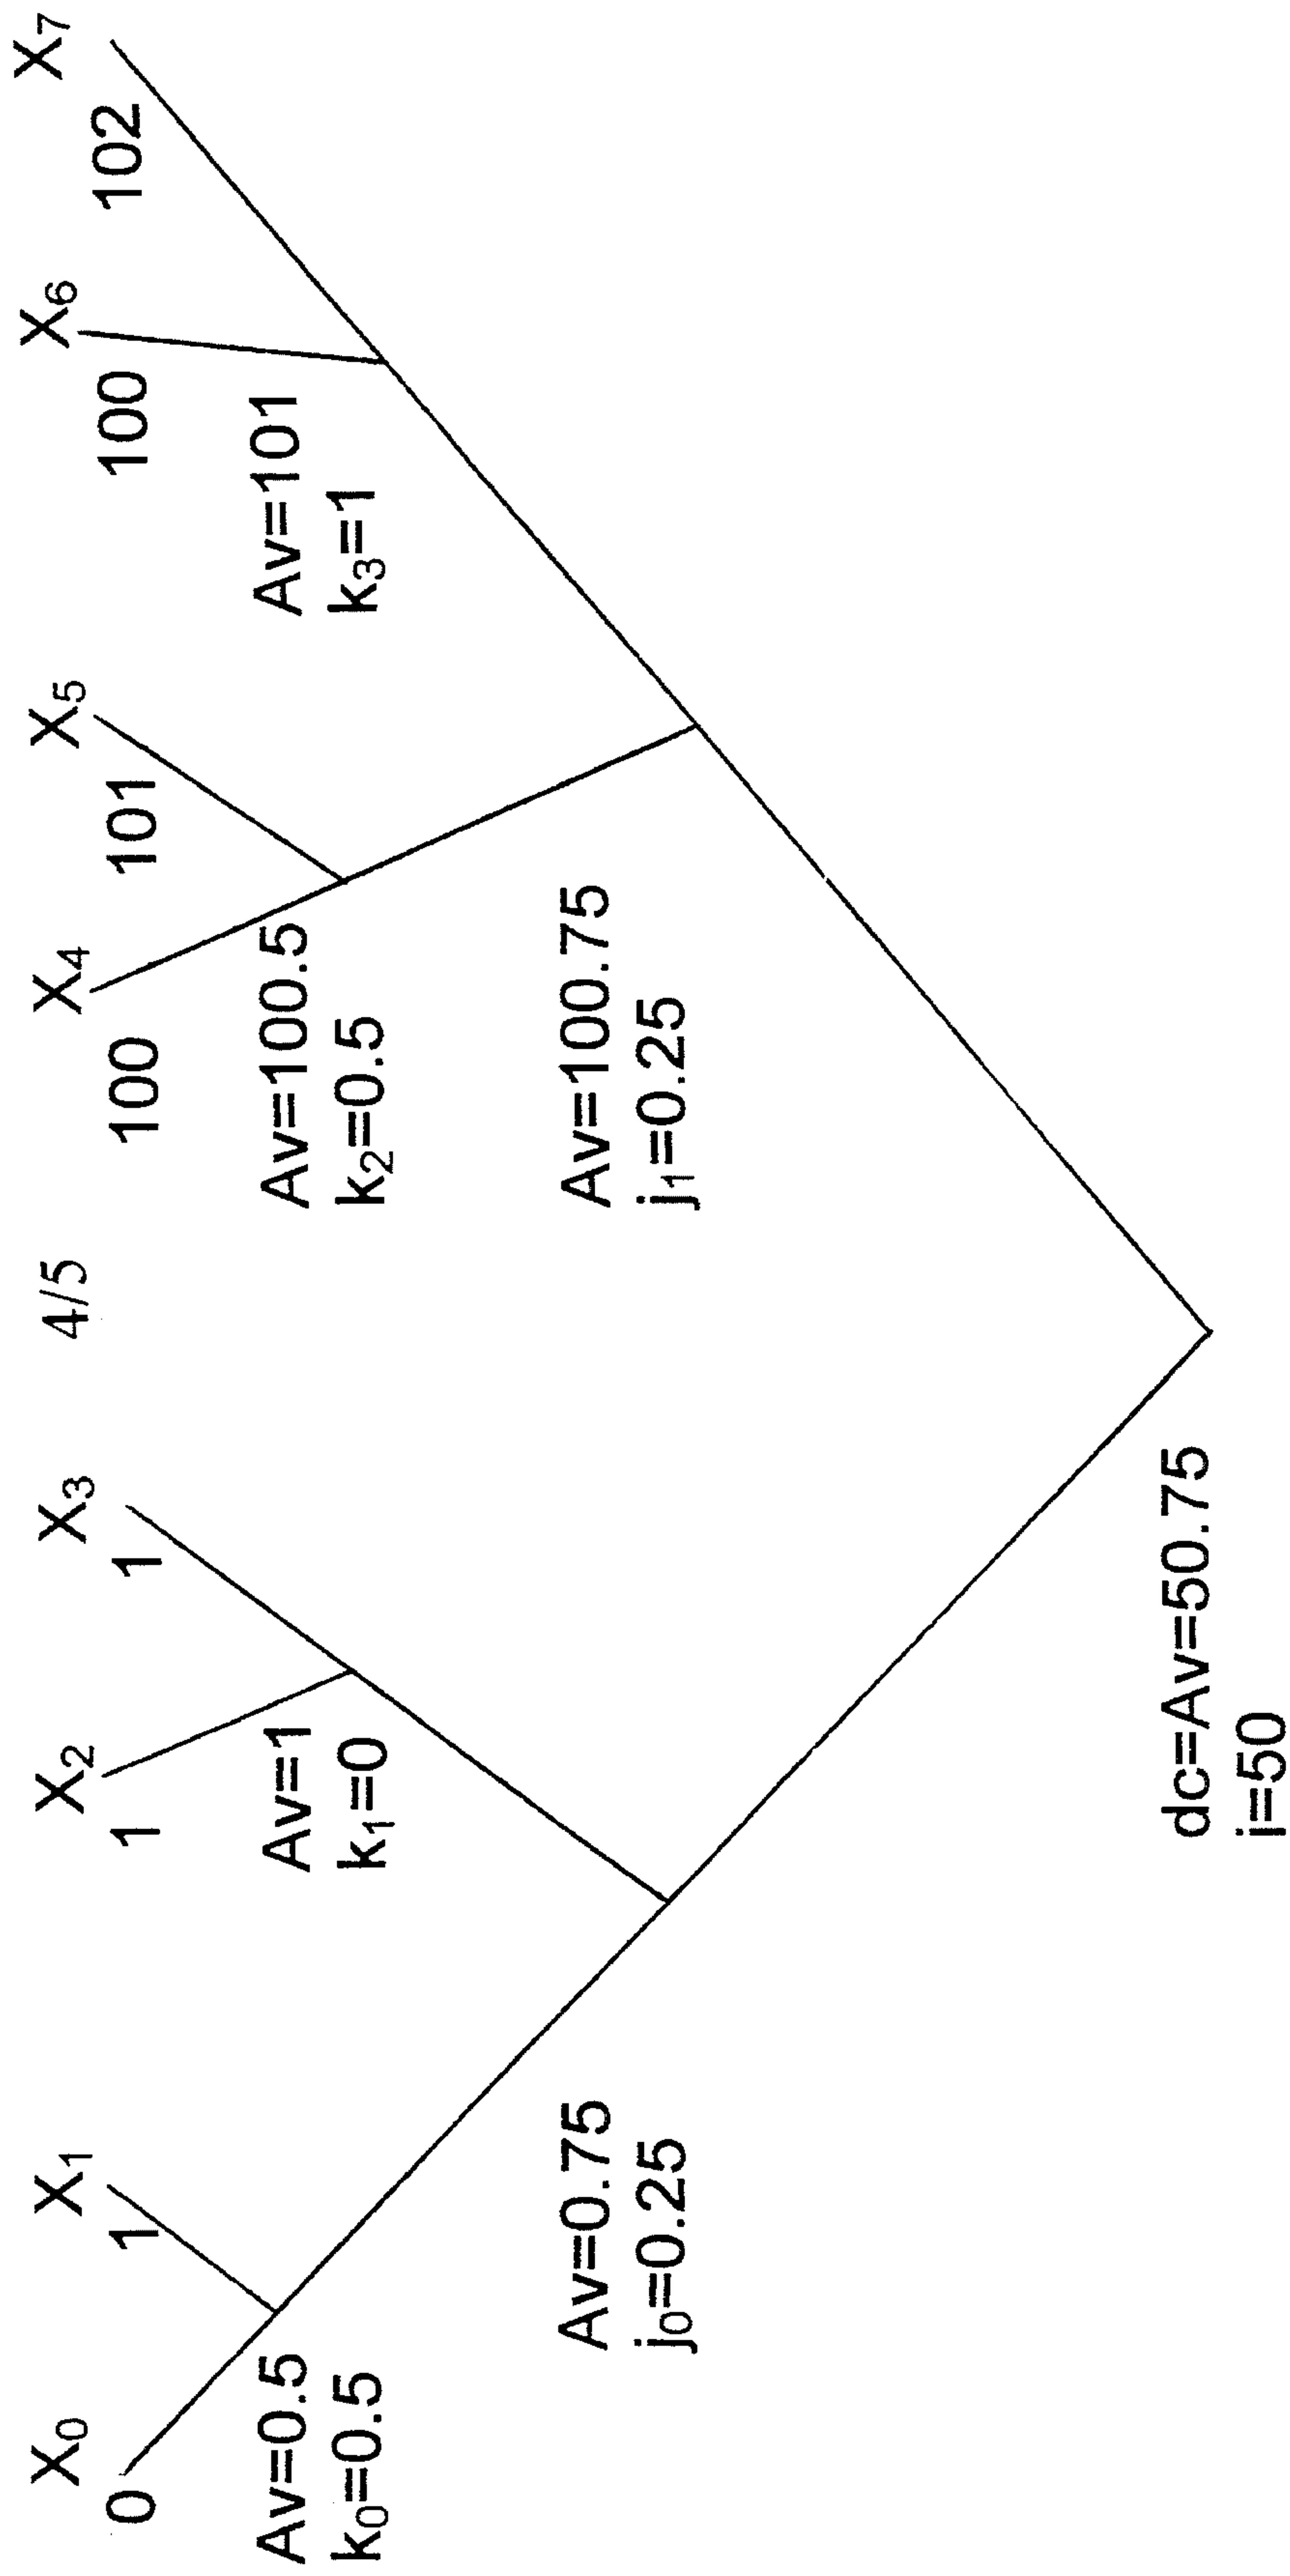 X₀ X₁ X₂ X₃ 4/5 X₄ X₅ X₆ X₇
0 1 1 1 100 101 100 102
Av=0.5
k₀=0.5
Av=1
k₁=0
Av=100.5
k₂=0.5
Av=101
k₃=1
Av=0.75
j₀=0.25
Av=100.75
j₁=0.25
dc=Av=50.75
i=50